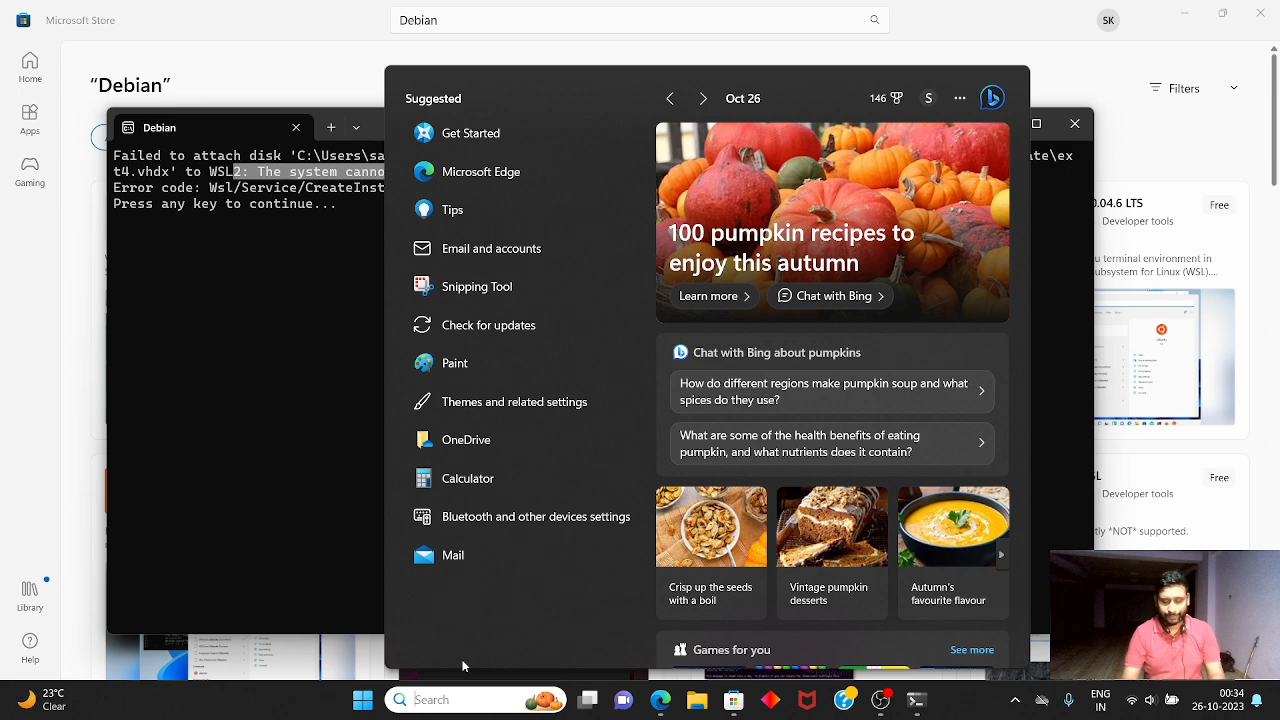 Microsoft Store
Debian
SK
Home
Apps
Gaming
Library
Help
"Debian"
Filters
Debian
Failed to attach disk 'C:\Users\sa
t4.vhdx' to WSL2: The system canno
Error code: Wsl/Service/CreateInst
Press any key to continue...
ate\ex
Suggested
Get Started
Microsoft Edge
Tips
Email and accounts
Snipping Tool
Check for updates
Paint
Themes and related settings
OneDrive
Calculator
Bluetooth and other devices settings
Mail
Oct 26
146
S
100 pumpkin recipes to
enjoy this autumn
Learn more
Chat with Bing
Chat with Bing about pumpkins
How do different regions make pumpkin soup and what
spices do they use?
What are some of the health benefits of eating
pumpkin, and what nutrients does it contain?
Crisp up the seeds
with a boil
Vintage pumpkin
desserts
Autumn's
favourite flavour
Games for you
See more
0.04.6 LTS
Free
Developer tools
u terminal environment in
ubsystem for Linux (WSL)....
SL
Free
Developer tools
tly *NOT* supported.
23°C
Clear
Search
ENG
IN
00:34
26-10-2023